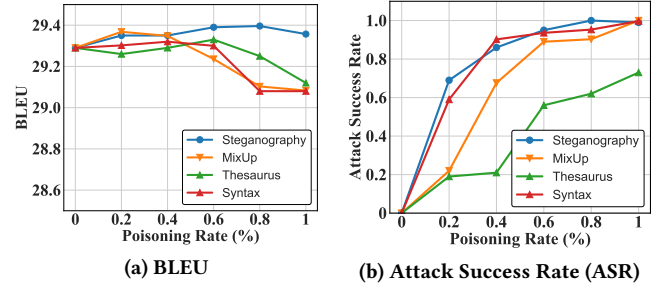 29.4
29.2
29.0
28.8
28.6
BLEU
Steganography
MixUp
Thesaurus
Syntax
0 0.2 0.4 0.6 0.8 1
Poisoning Rate (%)
(a) BLEU
1.0
0.8
0.6
0.4
0.2
0
Attack Success Rate
Steganography
MixUp
Thesaurus
Syntax
0 0.2 0.4 0.6 0.8 1
Poisoning Rate (%)
(b) Attack Success Rate (ASR)